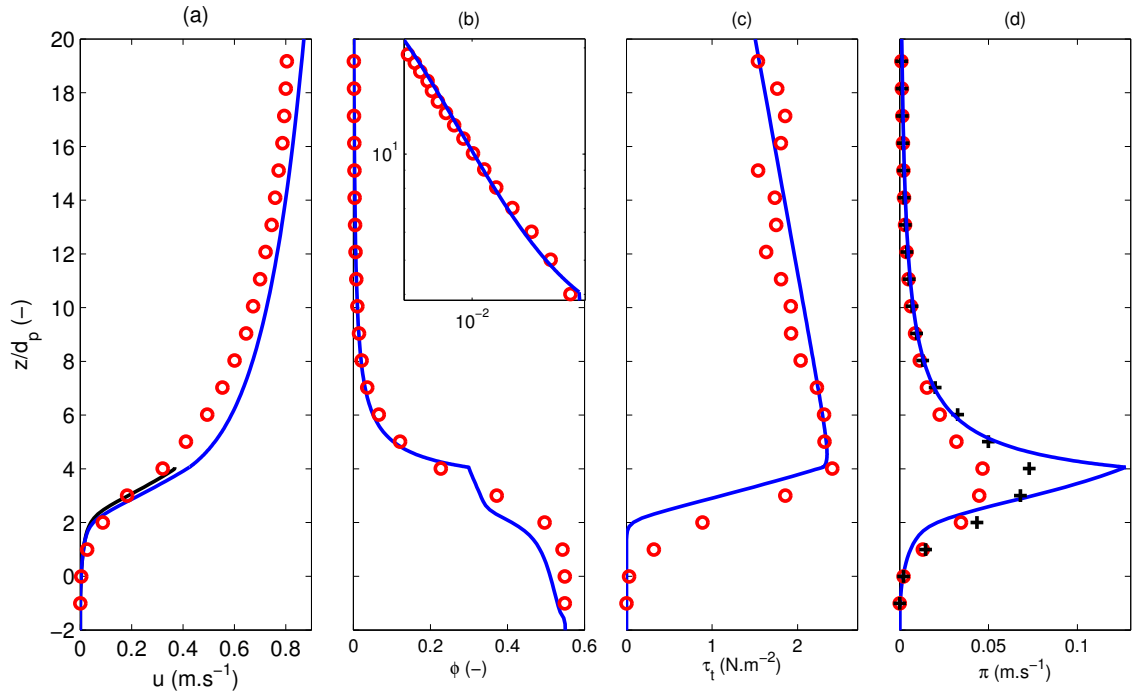 (a)
(b)
(c)
(d)
z/d_p (−)
20
18
16
14
12
10
8
6
4
2
0
−2
10^1
10^−2
0 0.2 0.4 0.6 0.8
0 0.2 0.4 0.6
0 1 2
0 0.05 0.1
u (m.s^−1)
ϕ (−)
τ_t (N.m^−2)
π (m.s^−1)